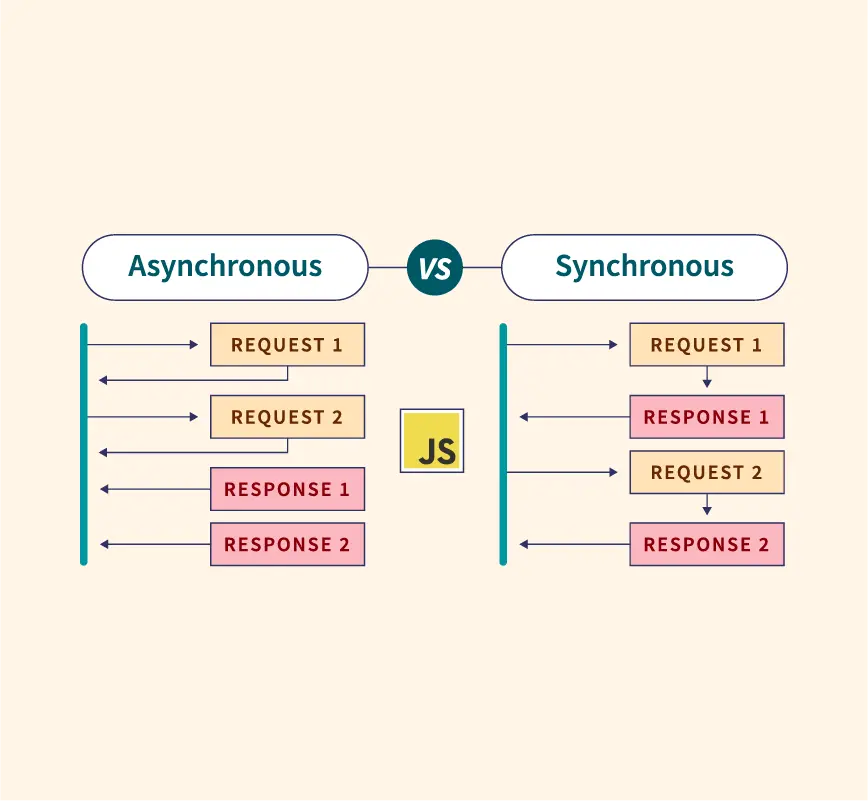 Asynchronous
VS
Synchronous
REQUEST 1
REQUEST 2
RESPONSE 1
RESPONSE 2
JS
REQUEST 1
RESPONSE 1
REQUEST 2
RESPONSE 2